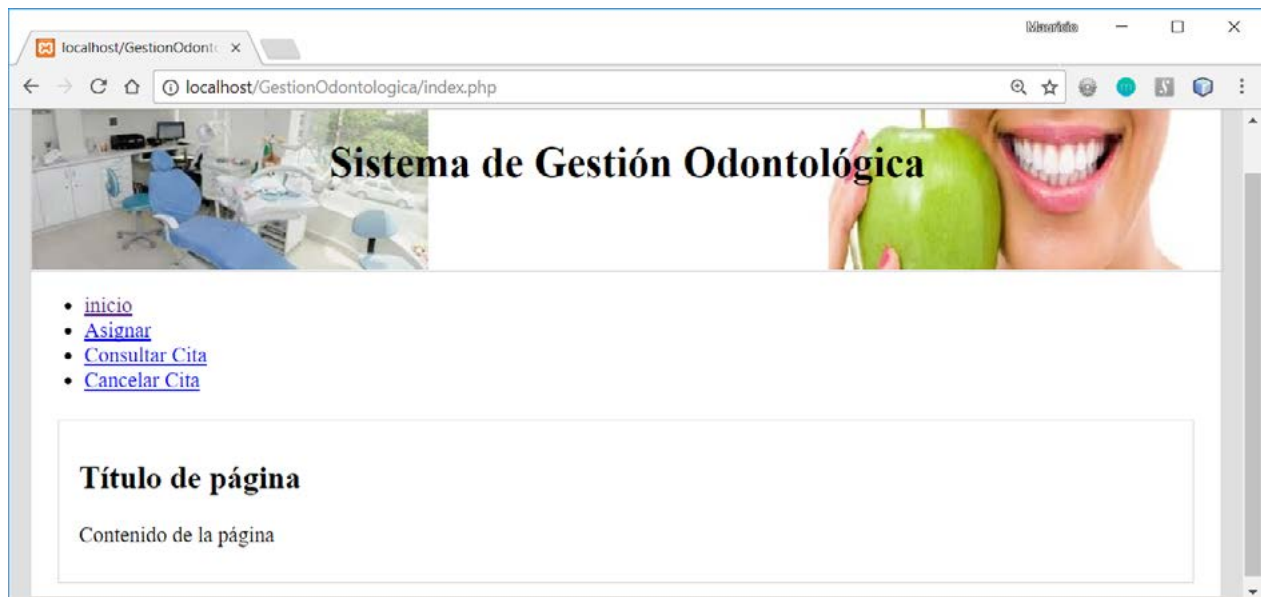 Mauricio
localhost/GestionOdonto
localhost/GestionOdontologica/index.php
Sistema de Gestión Odontológica
inicio
Asignar
Consultar Cita
Cancelar Cita
Título de página
Contenido de la página